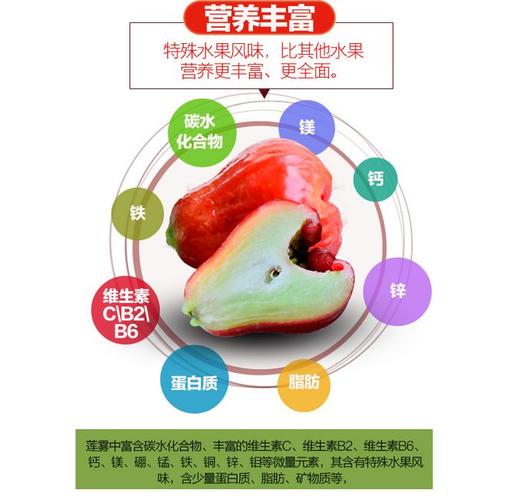 营养丰富
特殊水果风味，比其他水果
营养更丰富、更全面。
碳水
化合物
镁
钙
铁
锌
维生素
C\B2\
B6
蛋白质
脂肪
莲雾中富含碳水化合物、丰富的维生素C、维生素B2、维生素B6、
钙、镁、硼、锰、铁、铜、锌、钼等微量元素，其含有特殊水果风
味，含少量蛋白质、脂肪、矿物质等，